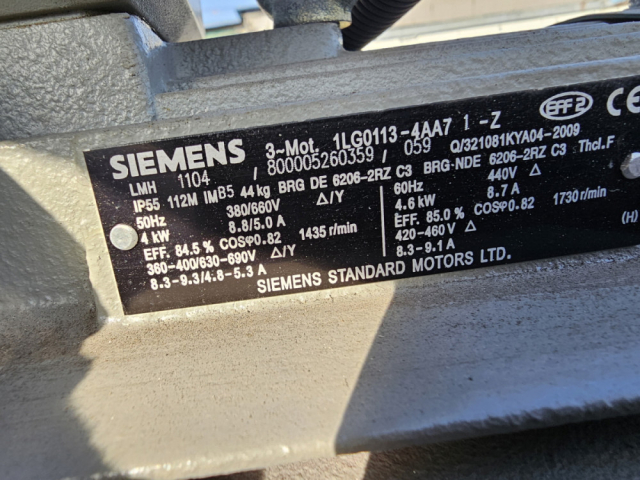 SIEMENS 3~Mot. 1LG0113-4AA7 1 -Z EFF2 CE
LMH 1104 / 800005260359 / 059 Q/321081KYA04-2009
IP55 112M IMB5 44kg BRG DE 6206-2RZ C3 BRG-NDE 6206-2RZ C3 Thcl.F
50Hz 380/660V Δ/Y 60Hz 440V Δ
4 kW 8.8/5.0 A 4.6 kW 8.7 A
EFF. 84.5 % COSφ0.82 1435 r/min EFF. 85.0 % COSφ0.82 1730 r/min
360-400/630-690V Δ/Y 420-460V Δ
8.3-9.3/4.8-5.3 A 8.3-9.1A (H)
SIEMENS STANDARD MOTORS LTD.